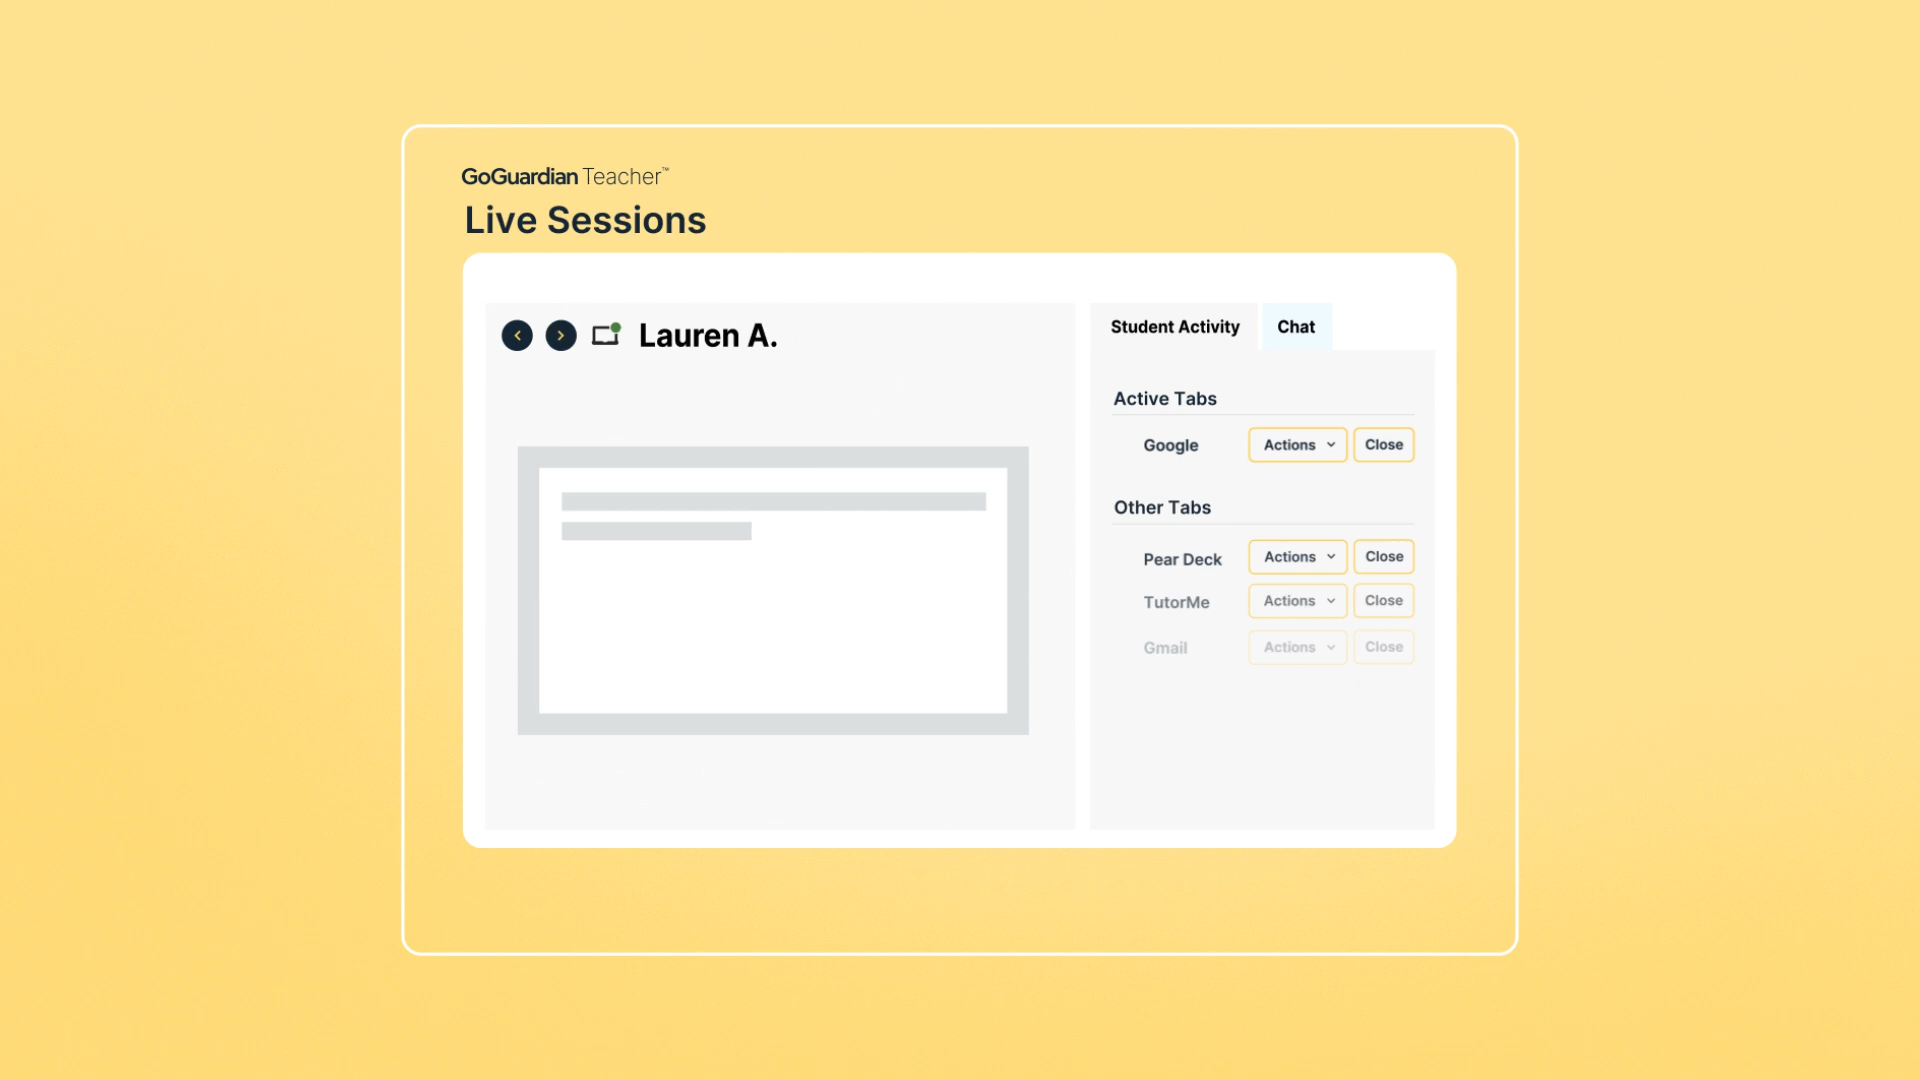 GoGuardian Teacher™
Live Sessions
Lauren A.
Student Activity
Chat
Active Tabs
Google Actions Close
Other Tabs
Pear Deck Actions Close
TutorMe Actions Close
Gmail Actions Close